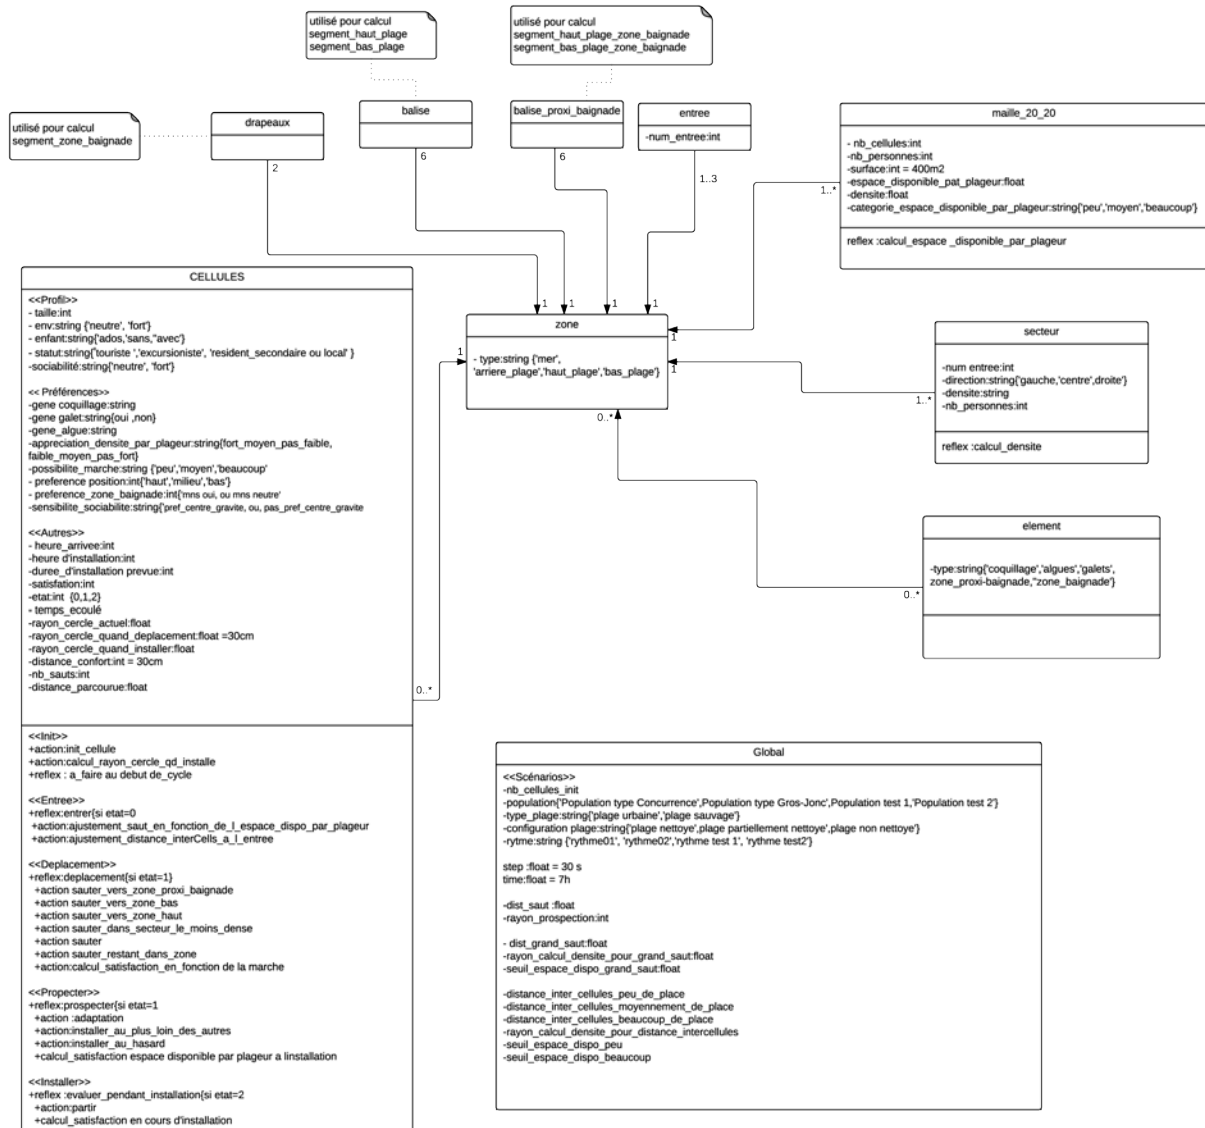 utilisé pour calcul
segment_haut_plage
segment_bas_plage
utilisé pour calcul
segment_haut_plage_zone_baignade
segment_bas_plage_zone_baignade
utilisé pour calcul
segment_zone_baignade
drapeaux
2
balise
6
balise_proxi_baignade
6
entree
-num_entree:int
1..3
maille_20_20
- nb_cellules:int
-nb_personnes:int
-surface:int = 400m2
-espace_disponible_pat_plageur:float
-densite:float
-categorie_espace_disponible_par_plageur:string{'peu','moyen','beaucoup'}
reflex :calcul_espace _disponible_par_plageur
1..*
1
1
1
1
zone
- type:string {'mer',
'arriere_plage','haut_plage','bas_plage'}
1
1
1
0..*
secteur
-num entree:int
-direction:string{'gauche,'centre',droite'}
-densite:string
-nb_personnes:int
reflex :calcul_densite
1..*
element
-type:string{'coquillage','algues','galets',
zone_proxi-baignade,"zone_baignade'}
0..*
CELLULES
<<Profil>>
- taille:int
- env:string {'neutre', 'fort'}
- enfant:string{'ados,'sans,"avec'}
- statut:string{'touriste ','excursioniste', 'resident_secondaire ou local' }
-sociabilité:string{'neutre', 'fort'}
<< Préférences>>
-gene coquillage:string
-gene galet:string{oui ,non}
-gene_algue:string
-appreciation_densite_par_plageur:string{fort_moyen_pas_faible,
faible_moyen_pas_fort}
-possibilite_marche:string {'peu','moyen','beaucoup'
- preference position:int{'haut','milieu','bas'}
- preference_zone_baignade:int{'mns oui, ou mns neutre'
-sensibilite_sociabilite:string{'pref_centre_gravite, ou, pas_pref_centre_gravite
<<Autres>>
- heure_arrivee:int
-heure d'installation:int
-duree_d'installation prevue:int
-satisfation:int
-etat:int  {0,1,2}
- temps_ecoulé
-rayon_cercle_actuel:float
-rayon_cercle_quand_deplacement:float =30cm
-rayon_cercle_quand_installer:float
-distance_confort:int = 30cm
-nb_sauts:int
-distance_parcourue:float
0..*
<<Init>>
+action:init_cellule
+action:calcul_rayon_cercle_qd_installe
+reflex : a_faire au debut de_cycle
<<Entree>>
+reflex:entrer{si etat=0
+action:ajustement_saut_en_fonction_de_l_espace_dispo_par_plageur
+action:ajustement_distance_interCells_a_l_entree
<<Deplacement>>
+reflex:deplacement{si etat=1}
+action sauter_vers_zone_proxi_baignade
+action sauter_vers_zone_bas
+action sauter_vers_zone_haut
+action sauter_dans_secteur_le_moins_dense
+action sauter
+action sauter_restant_dans_zone
+action:calcul_satisfaction_en_fonction de la marche
<<Propecter>>
+reflex:prospecter{si etat=1
+action :adaptation
+action:installer_au_plus_loin_des_autres
+action:installer_au_hasard
+calcul_satisfaction espace disponible par plageur a linstallation
<<Installer>>
+reflex :evaluer_pendant_installation{si etat=2
+action:partir
+calcul_satisfaction en cours d'installation
Global
<<Scénarios>>
-nb_cellules_init
-population{'Population type Concurrence',Population type Gros-Jonc',Population test 1,'Population test 2'}
-type_plage:string{'plage urbaine','plage sauvage'}
-configuration plage:string{'plage nettoye',plage partiellement nettoye',plage non nettoye'}
-rytme:string {'rythme01', 'rythme02','rythme test 1', 'rythme test2'}
step :float = 30 s
time:float = 7h
-dist_saut :float
-rayon_prospection:int
- dist_grand_saut:float
-rayon_calcul_densite_pour_grand_saut:float
-seuil_espace_dispo_grand_saut:float
-distance_inter_cellules_peu_de_place
-distance_inter_cellules_moyennement_de_place
-distance_inter_cellules_beaucoup_de_place
-rayon_calcul_densite_pour_distance_intercellules
-seuil_espace_dispo_peu
-seuil_espace_dispo_beaucoup